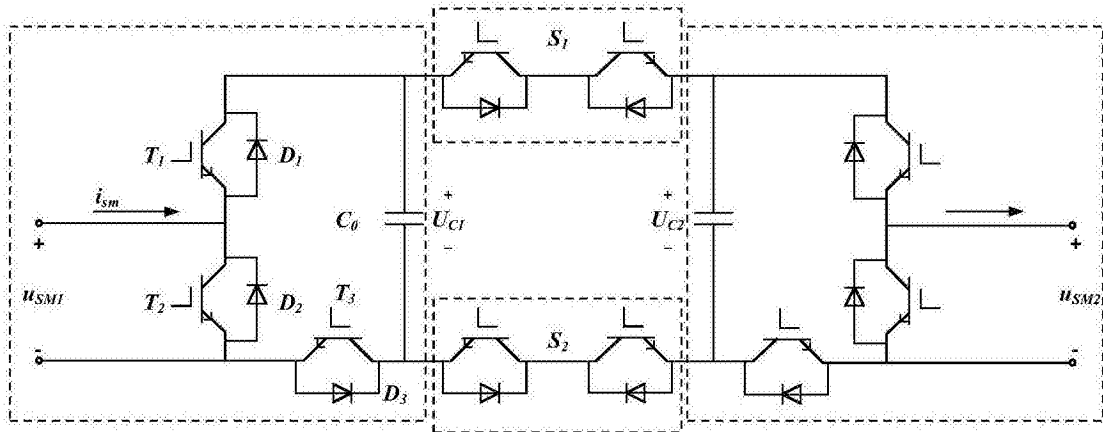 S1
T1
D1
ism
+
C0
+
UC1
−
+
UC2
−
+
uSM1
-
T2
D2
T3
D3
S2
+
uSM2
-